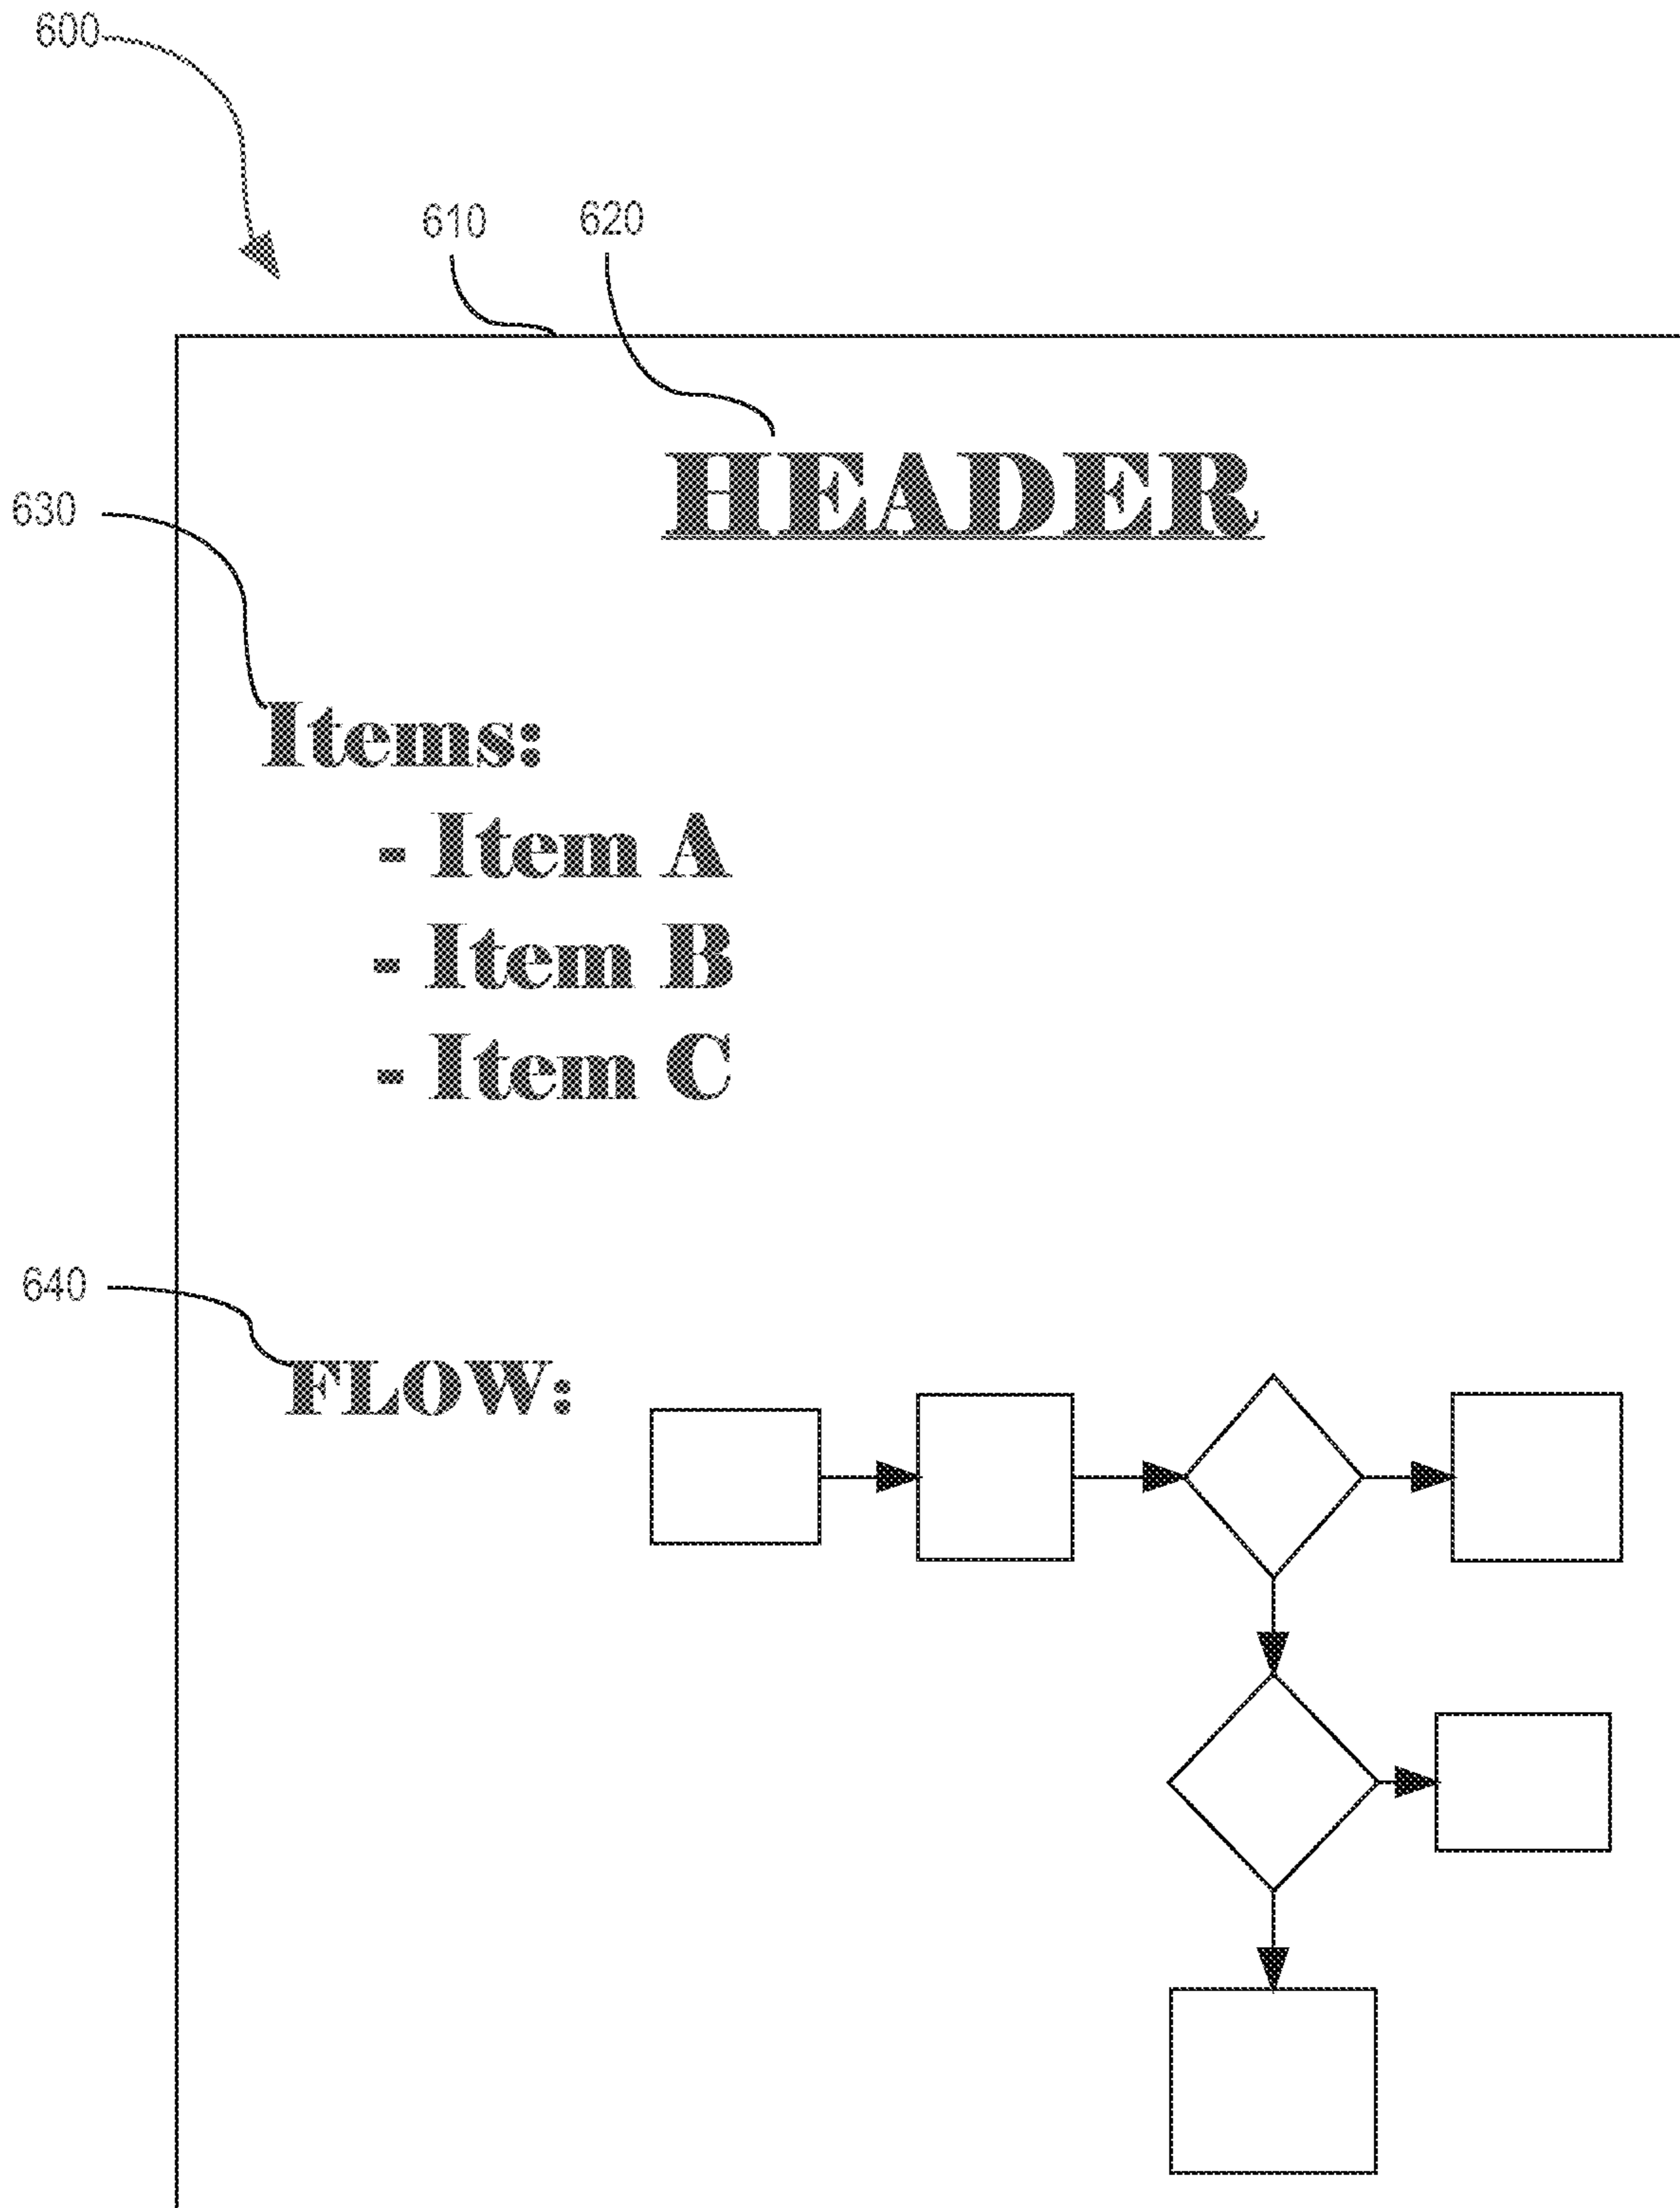 600
610 620
HEADER
630
Items:
- Item A
- Item B
- Item C
640
FLOW: